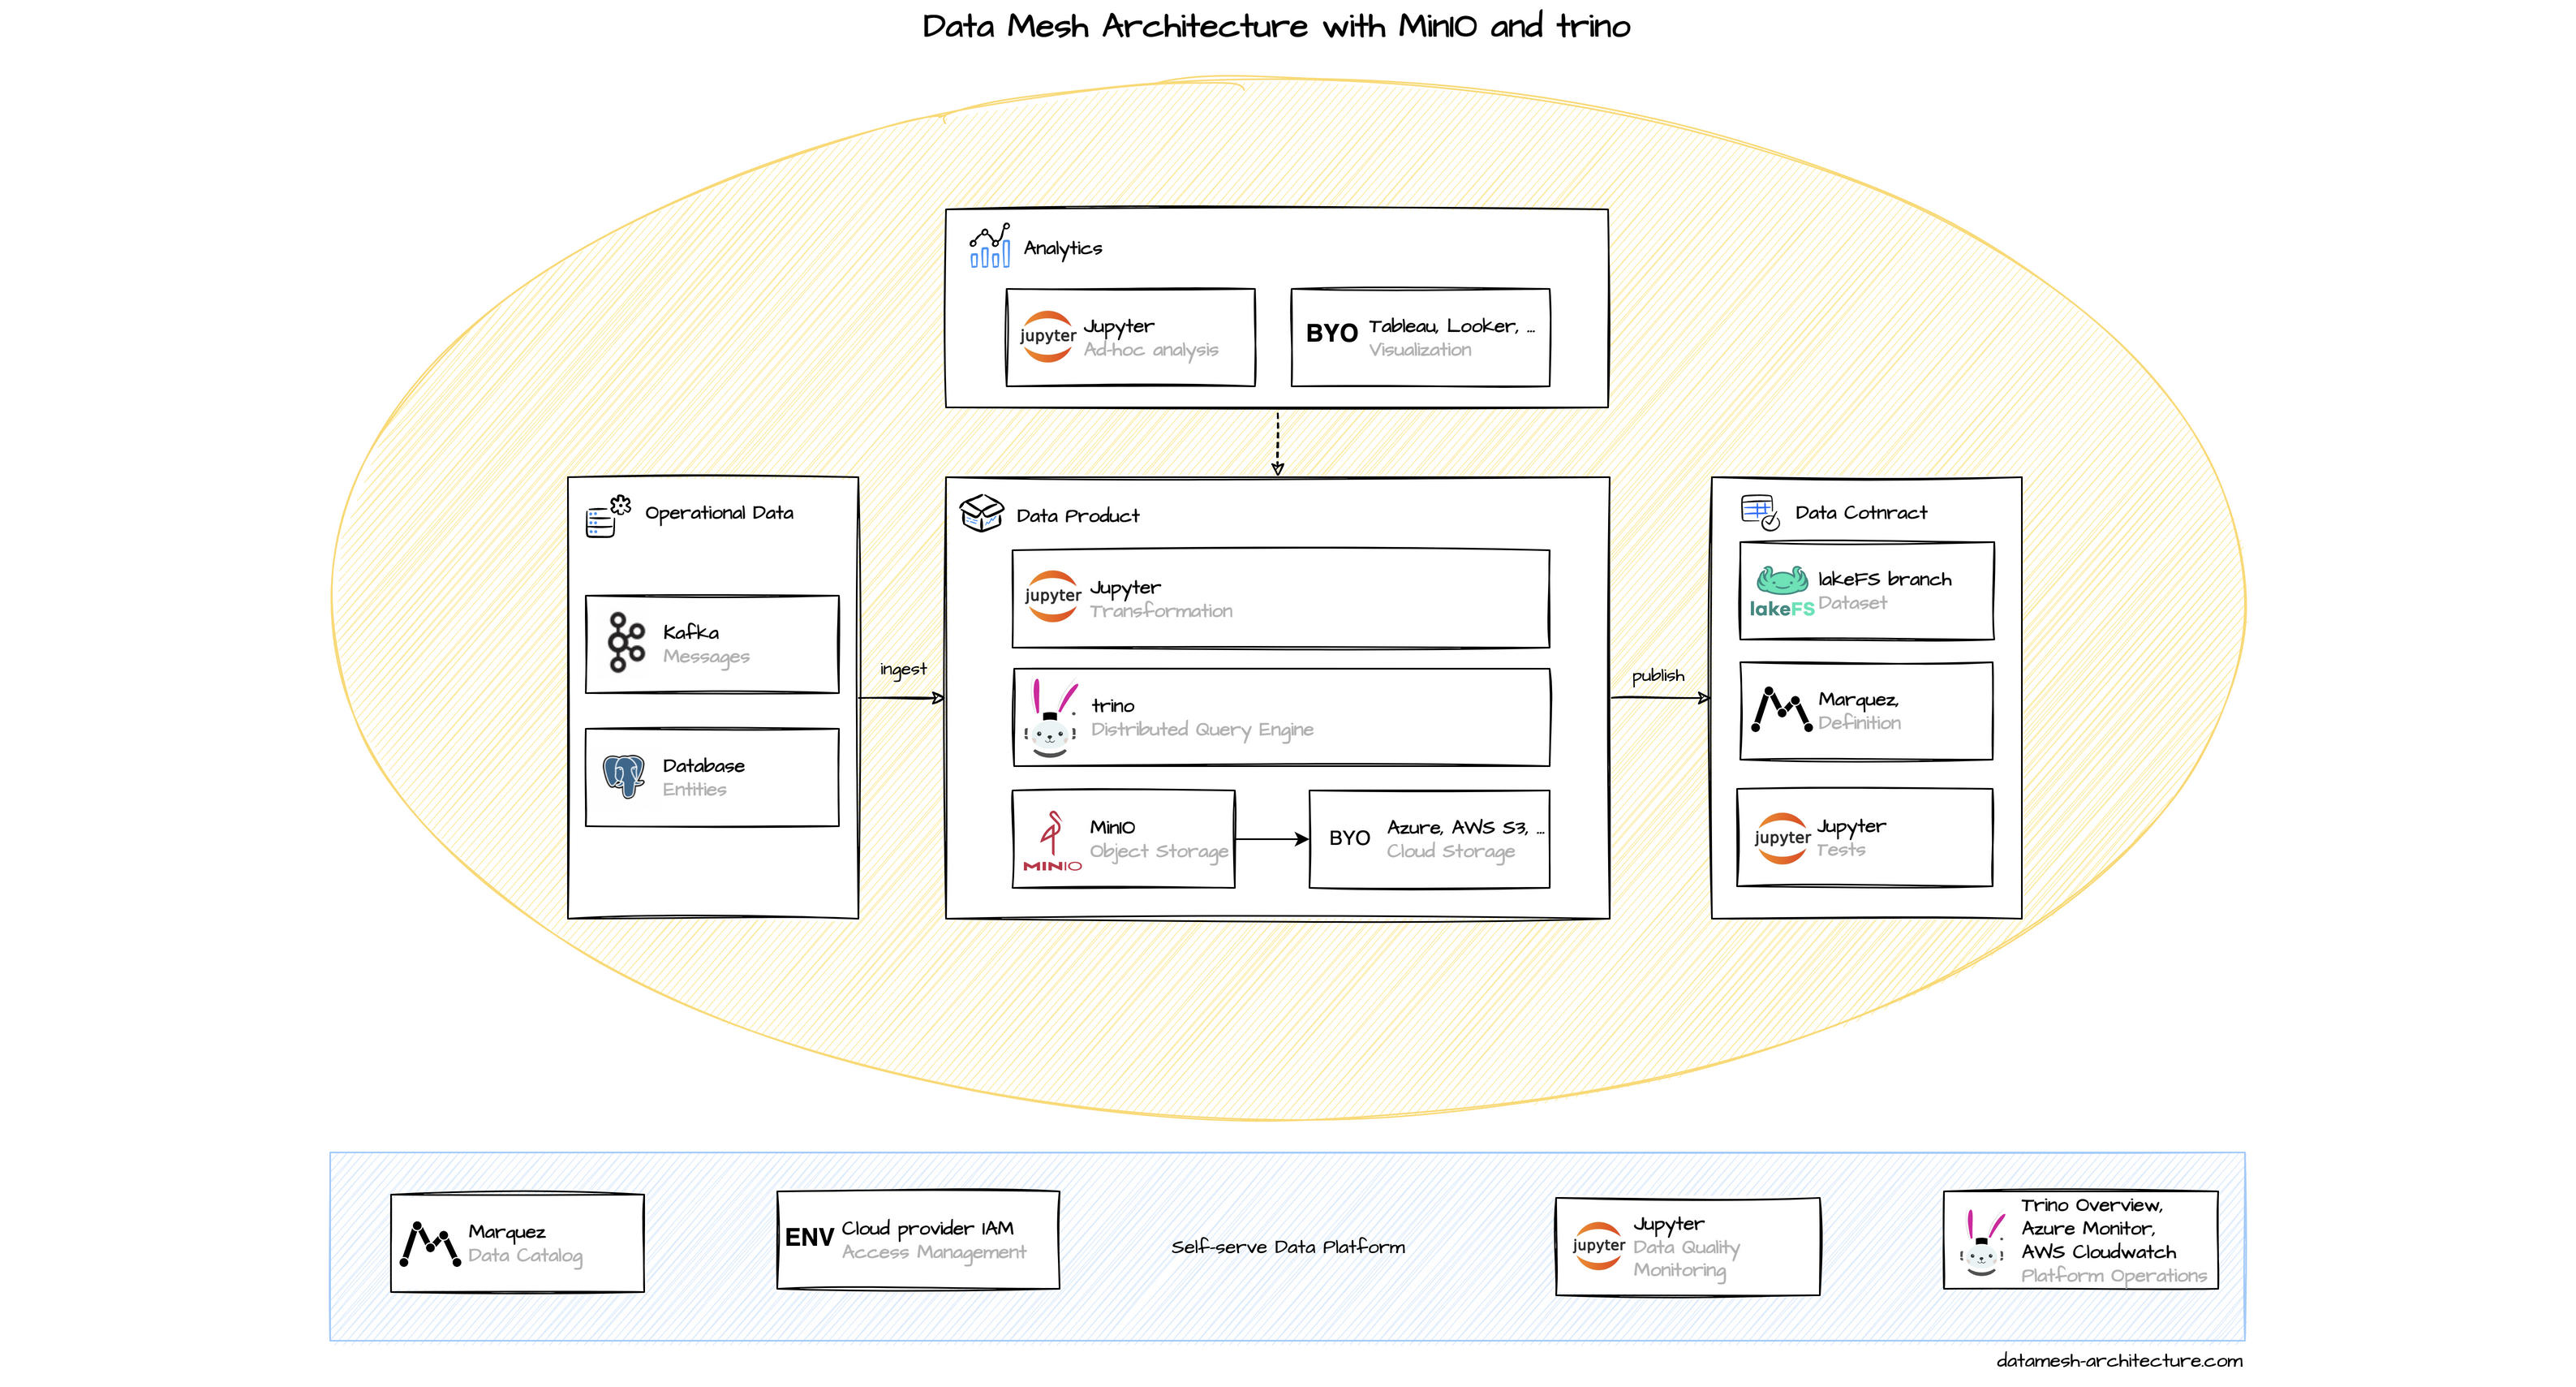 Data Mesh Architecture with MinIO and trino
Analytics
jupyter
Jupyter
Ad-hoc analysis
BYO
Tableau, Looker, ...
Visualization
Operational Data
Kafka
Messages
Database
Entities
ingest
Data Product
jupyter
Jupyter
Transformation
trino
Distributed Query Engine
MINIO
MinIO
Object Storage
BYO
Azure, AWS S3, ...
Cloud Storage
publish
Data Cotnract
lakeFS
lakeFS branch
Dataset
Marquez,
Definition
jupyter
Jupyter
Tests
Marquez
Data Catalog
ENV
Cloud provider IAM
Access Management
Self-serve Data Platform
jupyter
Jupyter
Data Quality
Monitoring
Trino Overview,
Azure Monitor,
AWS Cloudwatch
Platform Operations
datamesh-architecture.com